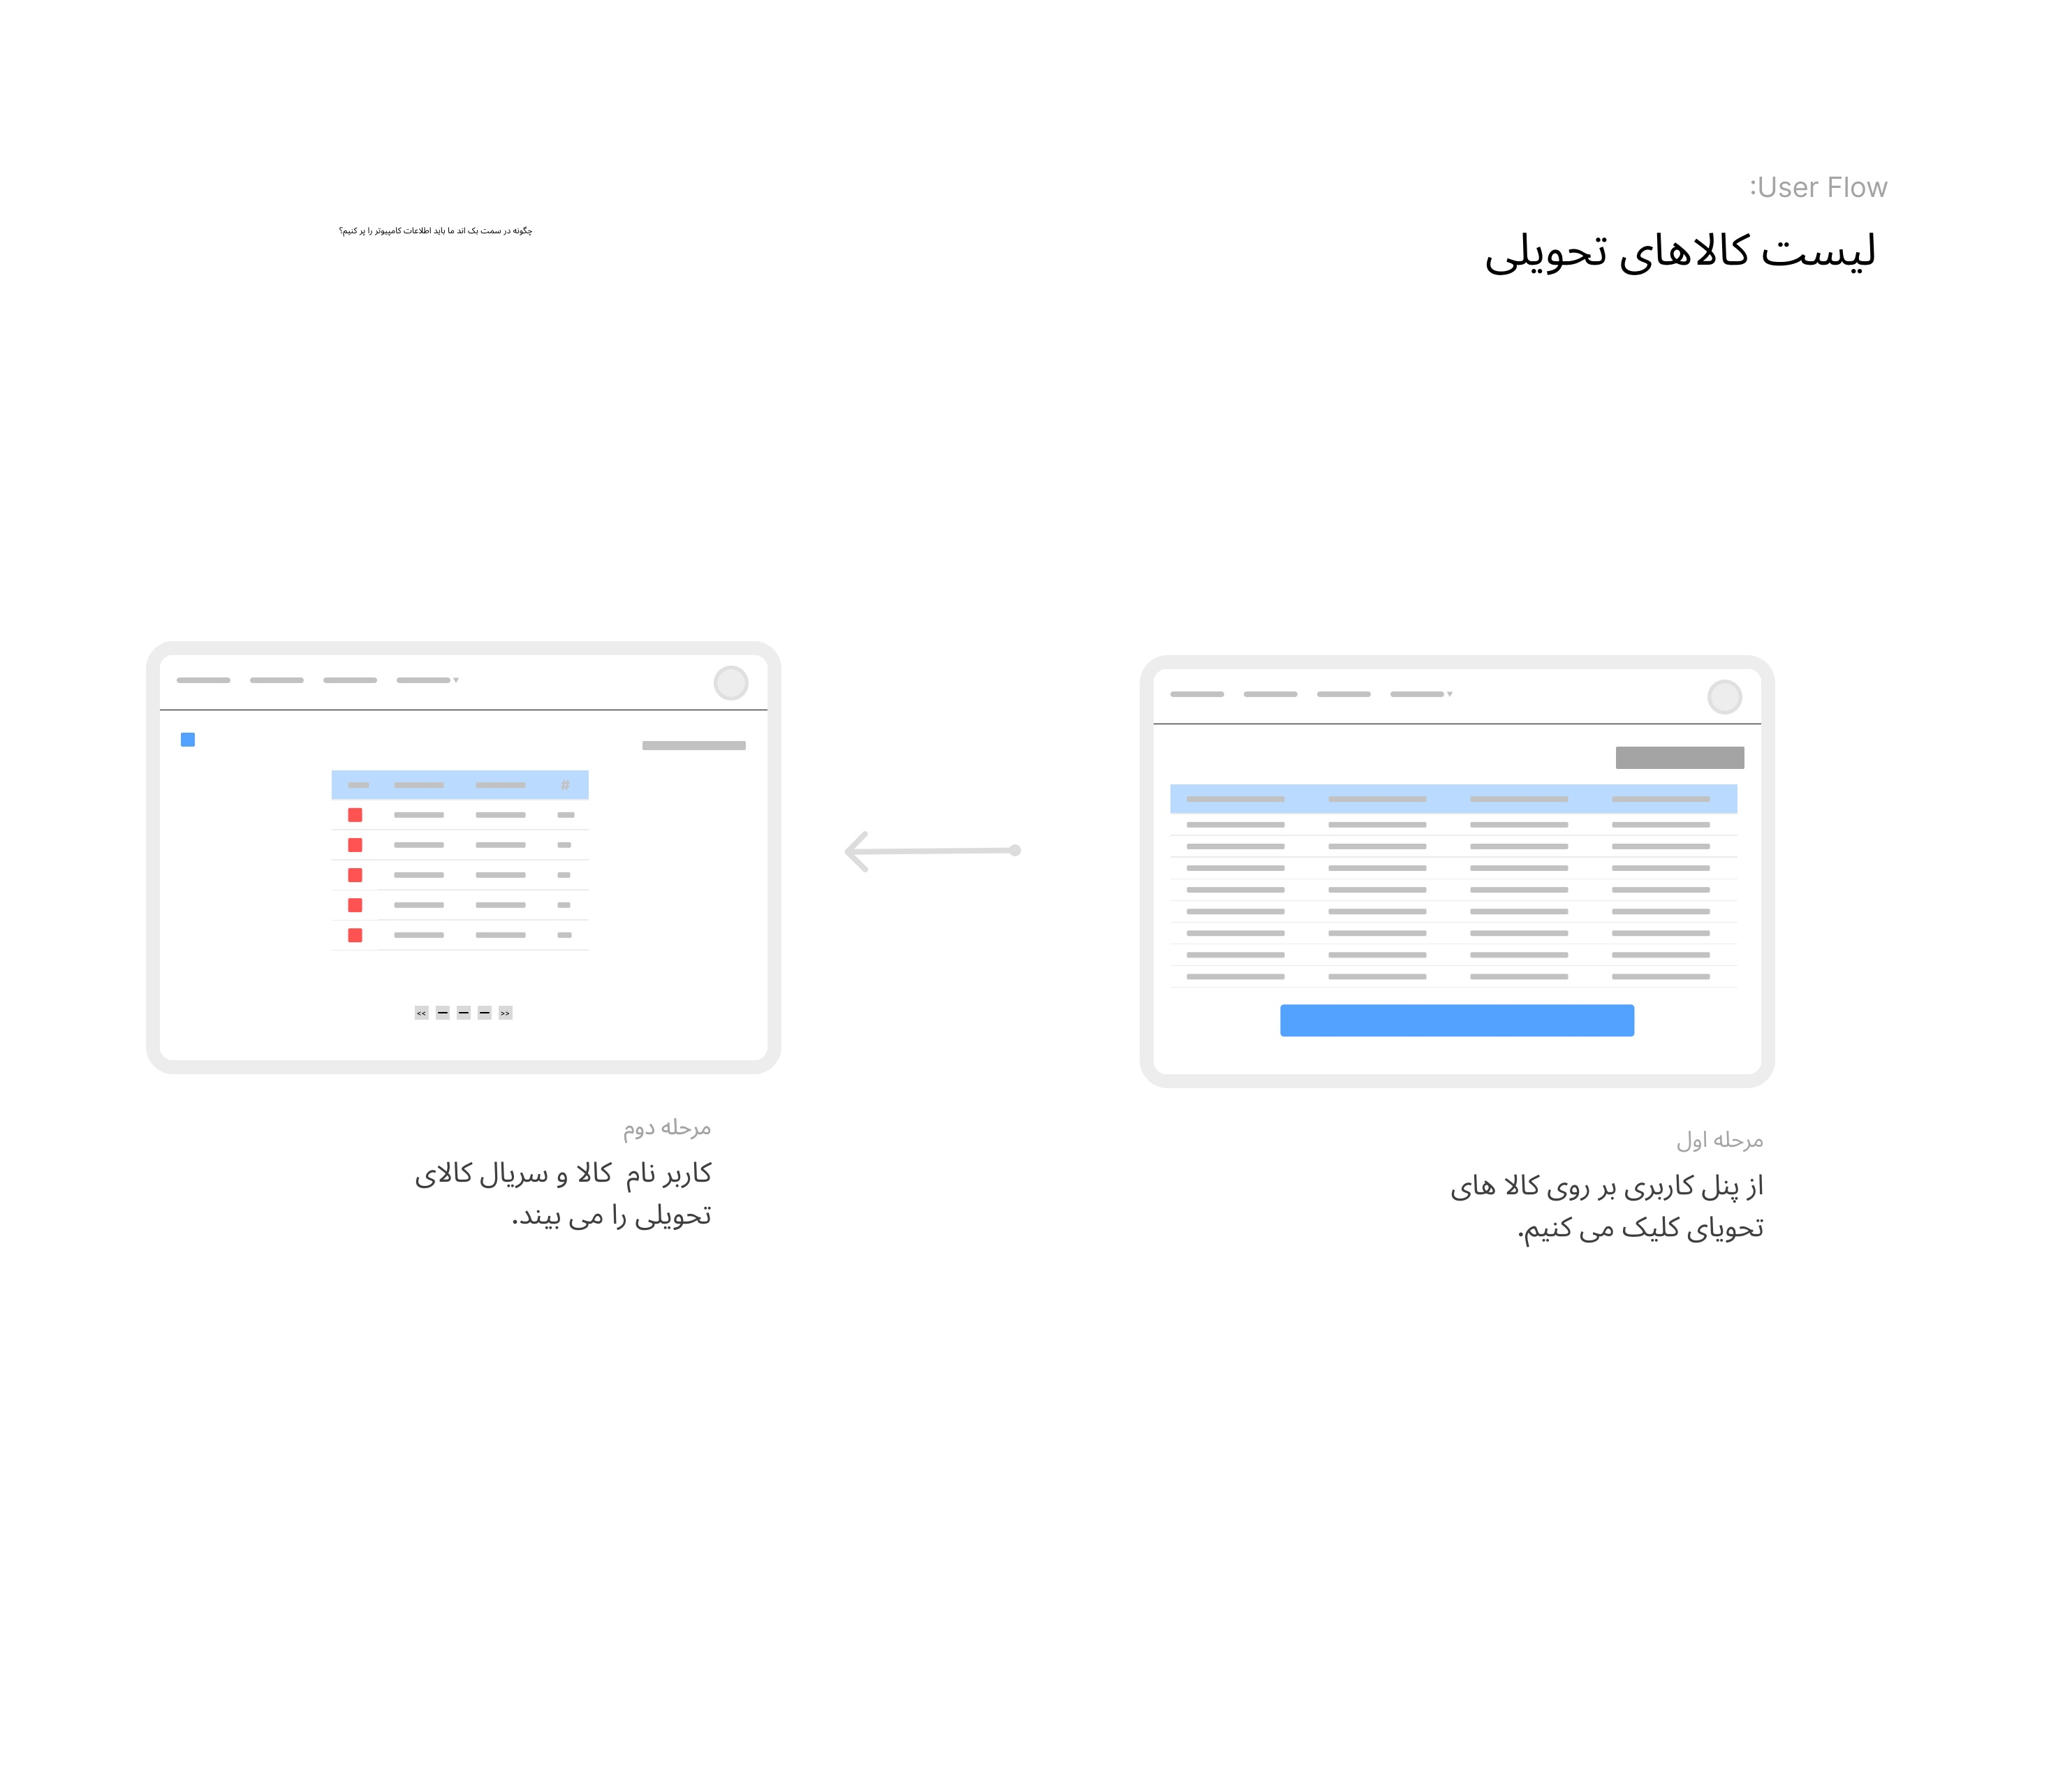 User Flow:
لیست کالاهای تحویلی
چگونه در سمت بک اند ما باید اطلاعات کامپیوتر را پر کنیم؟
#
<< >>
مرحله اول
از پنل کاربری بر روی کالا های
تحویای کلیک می کنیم.
مرحله دوم
کاربر نام کالا و سریال کالای
تحویلی را می بیند.